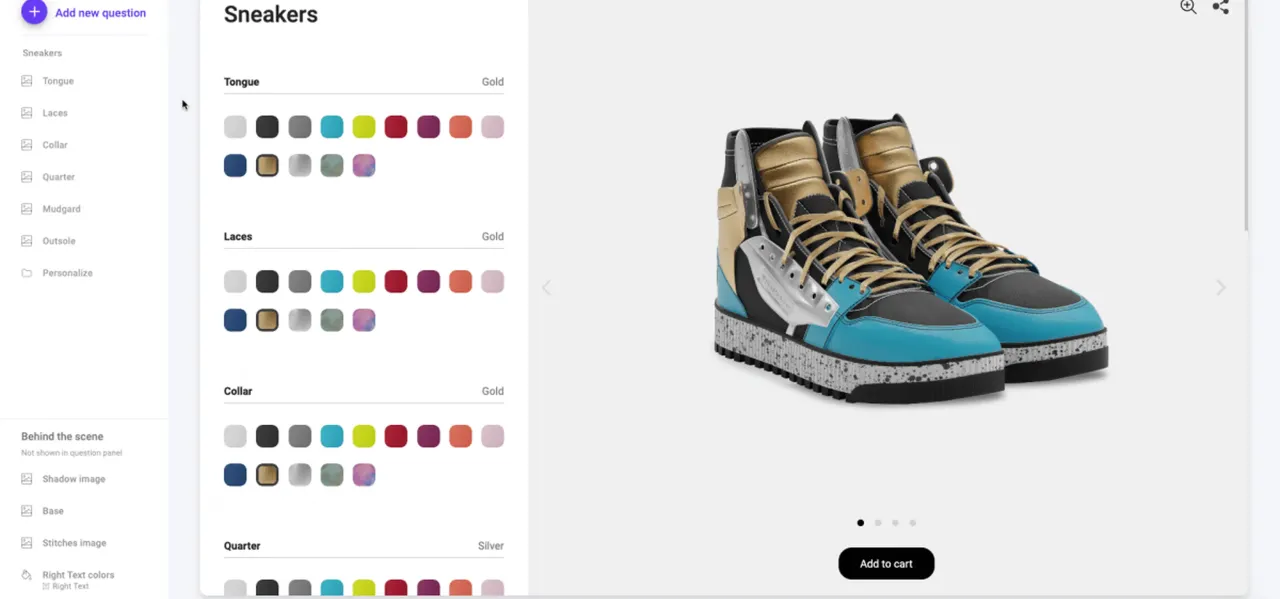 Add new question
Sneakers
Tongue
Laces
Collar
Quarter
Mudgard
Outsole
Personalize
Behind the scene
Not shown in question panel
Shadow image
Base
Stitches image
Right Text colors
Right Text
Sneakers
Tongue Gold
Laces Gold
Collar Gold
Quarter Silver
Add to cart